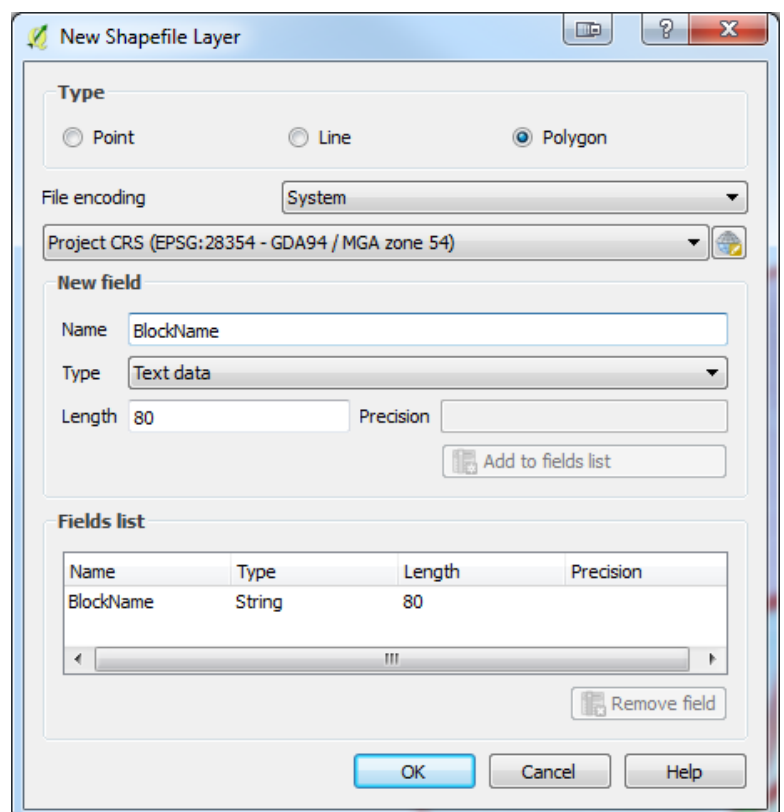 New Shapefile Layer
Type
Point Line Polygon
File encoding System
Project CRS (EPSG:28354 - GDA94 / MGA zone 54)
New field
Name BlockName
Type Text data
Length 80 Precision
Add to fields list
Fields list
Name Type Length Precision
BlockName String 80
Remove field
OK Cancel Help